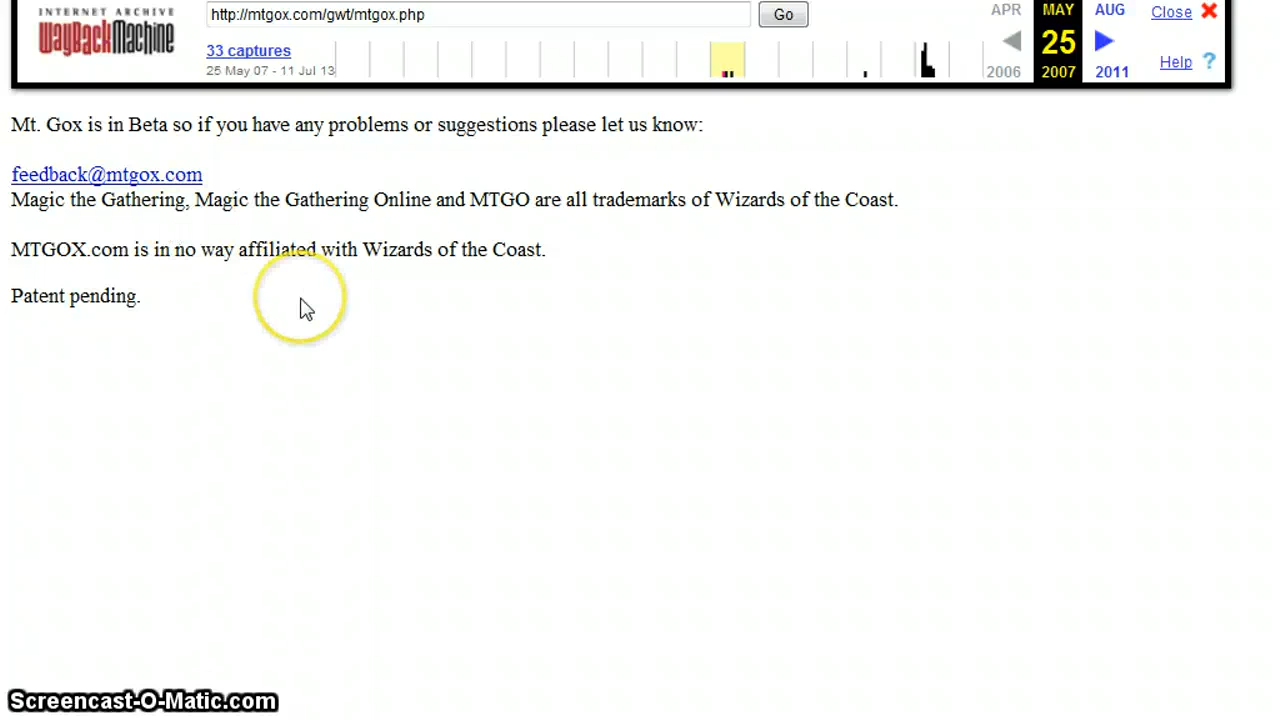 INTERNET ARCHIVE
WayBackMachine
http://mtgox.com/gwt/mtgox.php
Go
APR
MAY
AUG
Close
33 captures
25
25 May 07 - 11 Jul 13
2006
2007
2011
Help ?
Mt. Gox is in Beta so if you have any problems or suggestions please let us know:
feedback@mtgox.com
Magic the Gathering, Magic the Gathering Online and MTGO are all trademarks of Wizards of the Coast.
MTGOX.com is in no way affiliated with Wizards of the Coast.
Patent pending.
Screencast-O-Matic.com